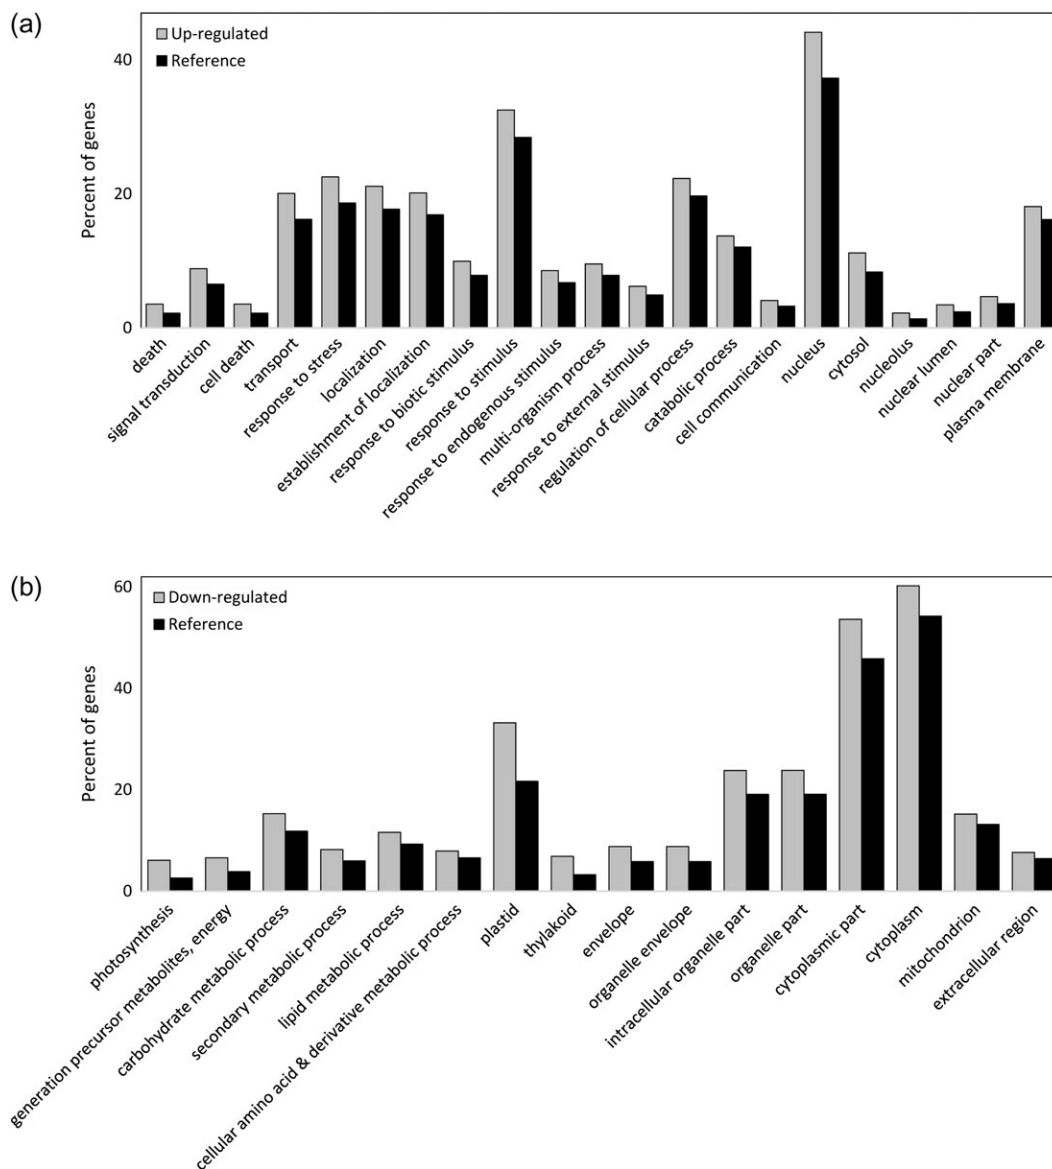 (a)
Up-regulated
Reference
Percent of genes
40
20
0
death
signal transduction
cell death
transport
response to stress
localization
establishment of localization
response to biotic stimulus
response to stimulus
response to endogenous stimulus
multi-organism process
response to external stimulus
regulation of cellular process
catabolic process
cell communication
nucleus
cytosol
nucleolus
nuclear lumen
nuclear part
plasma membrane
(b)
Down-regulated
Reference
Percent of genes
60
40
20
0
photosynthesis
generation precursor metabolites, energy
carbohydrate metabolic process
secondary metabolic process
lipid metabolic process
cellular amino acid & derivative metabolic process
plastid
thylakoid
envelope
organelle envelope
intracellular organelle part
organelle part
cytoplasmic part
cytoplasm
mitochondrion
extracellular region